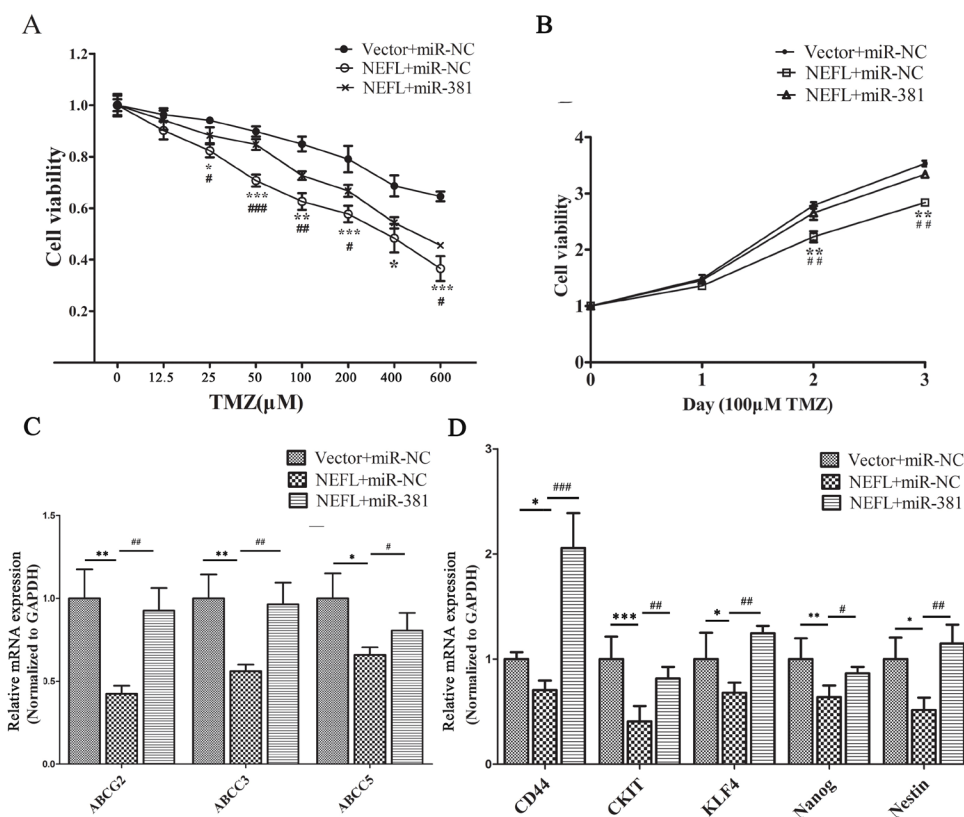 A
Vector+miR-NC
NEFL+miR-NC
NEFL+miR-381
1.2
1.0
0.8
0.6
0.4
0.2
Cell viability
*
#
***
###
**
##
***
#
*
***
#
0 12.5 25 50 100 200 400 600
TMZ(μM)
B
Vector+miR-NC
NEFL+miR-NC
NEFL+miR-381
4
3
2
1
0
Cell viability
**
##
**
##
0 1 2 3
Day (100μM TMZ)
C
Vector+miR-NC
NEFL+miR-NC
NEFL+miR-381
1.5
1.0
0.5
0.0
Relative mRNA expression
(Normalized to GAPDH)
** ##
** ##
* #
ABCG2 ABCC3 ABCC5
D
Vector+miR-NC
NEFL+miR-NC
NEFL+miR-381
3
2
1
0
Relative mRNA expression
(Normalized to GAPDH)
* ###
*** ##
* ##
** #
* ##
CD44 CKIT KLF4 Nanog Nestin